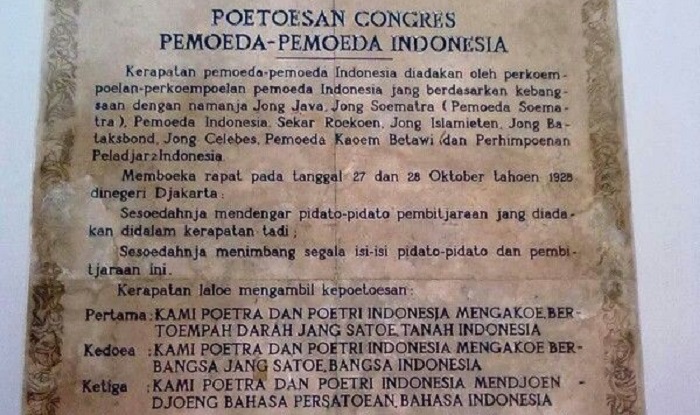 POETOESAN CONGRES
PEMOEDA-PEMOEDA INDONESIA
Kerapatan pemoeda-pemoeda Indonesia diadakan oleh perkoem-
poelan-perkoempoelan pemoeda Indonesia jang berdasarkan kebang-
saan dengan namanja Jong Java, Jong Soematra (Pemoeda Soema-
tra), Pemoeda Indonesia, Sekar Roekoen, Jong Islamieten, Jong Ba-
taksbond, Jong Celebes, Pemoeda Kaoem Betawi (dan Perhimpoenan
Peladjar2Indonesia.
Memboeka rapat pada tanggal 27 dan 28 Oktober tahoen 1928
dinegeri Djakarta;
Sesoedahnja mendengar pidato-pidato pembitjaraan jang diada-
kan didalam kerapatan tadi;
Sesoedahnja menimbang segala isi-isi pidato-pidato dan pembi-
tjaraan ini.
Kerapatan laloe mengambil kepoetoesan:
Pertama: KAMI POETRA DAN POETRI INDONESIA MENGAKOE BER-
TOEMPAH DARAH JANG SATOE, TANAH INDONESIA
Kedoea : KAMI POETRA DAN POETRI INDONESIA MENGAKOE BER-
BANGSA JANG SATOE, BANGSA INDONESIA
Ketiga : KAMI POETRA DAN POETRI INDONESIA MENDJOEN -
DJOENG BAHASA PERSATOEAN, BAHASA INDONESIA